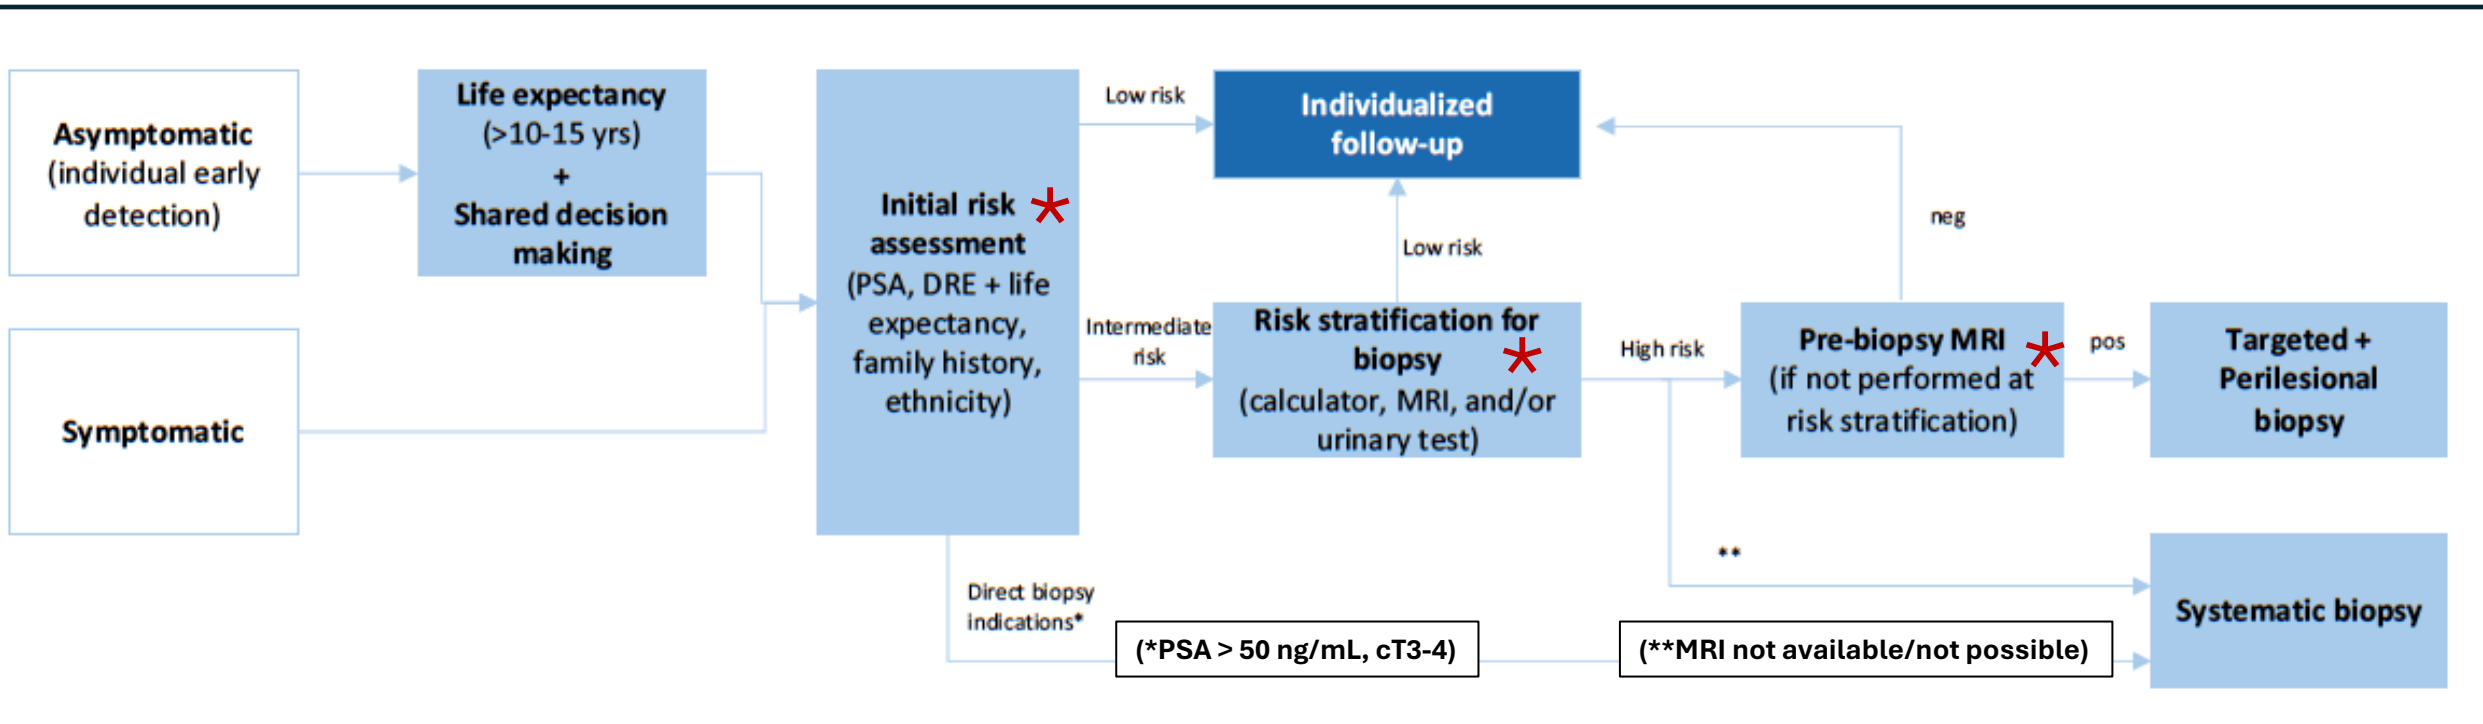 Asymptomatic
(individual early
detection)
Life expectancy
(>10-15 yrs)
+
Shared decision
making
Symptomatic
Initial risk *
assessment
(PSA, DRE + life
expectancy,
family history,
ethnicity)
Low risk
Individualized
follow-up
neg
Low risk
Intermediate
risk
Risk stratification for
biopsy *
(calculator, MRI, and/or
urinary test)
High risk
Pre-biopsy MRI *
(if not performed at
risk stratification)
pos
Targeted +
Perilesional
biopsy
**
Direct biopsy
indications*
(*PSA > 50 ng/mL, cT3-4)
(**MRI not available/not possible)
Systematic biopsy